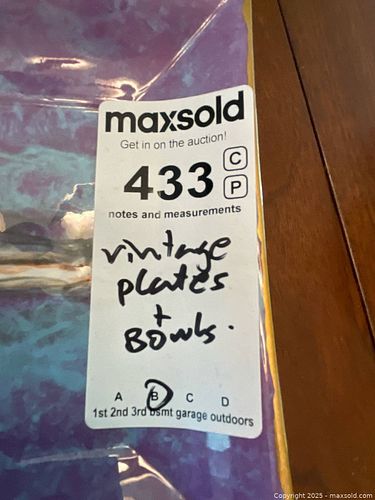 maxsold
Get in on the auction!
433
C
P
notes and measurements
vintage
plates
+
Bowls.
A B C D
1st 2nd 3rd bsmt garage outdoors
Copyright 2025 - maxsold.com